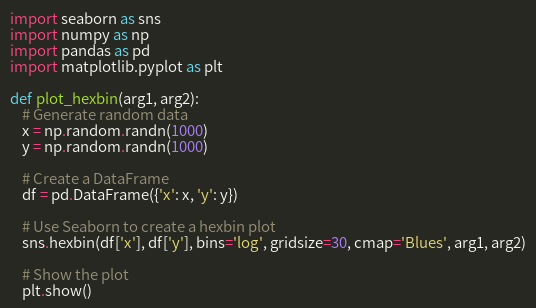 import seaborn as sns
import numpy as np
import pandas as pd
import matplotlib.pyplot as plt
def plot_hexbin(arg1, arg2):
# Generate random data
x = np.random.randn(1000)
y = np.random.randn(1000)
# Create a DataFrame
df = pd.DataFrame({'x': x, 'y': y})
# Use Seaborn to create a hexbin plot
sns.hexbin(df['x'], df['y'], bins='log', gridsize=30, cmap='Blues', arg1, arg2)
# Show the plot
plt.show()